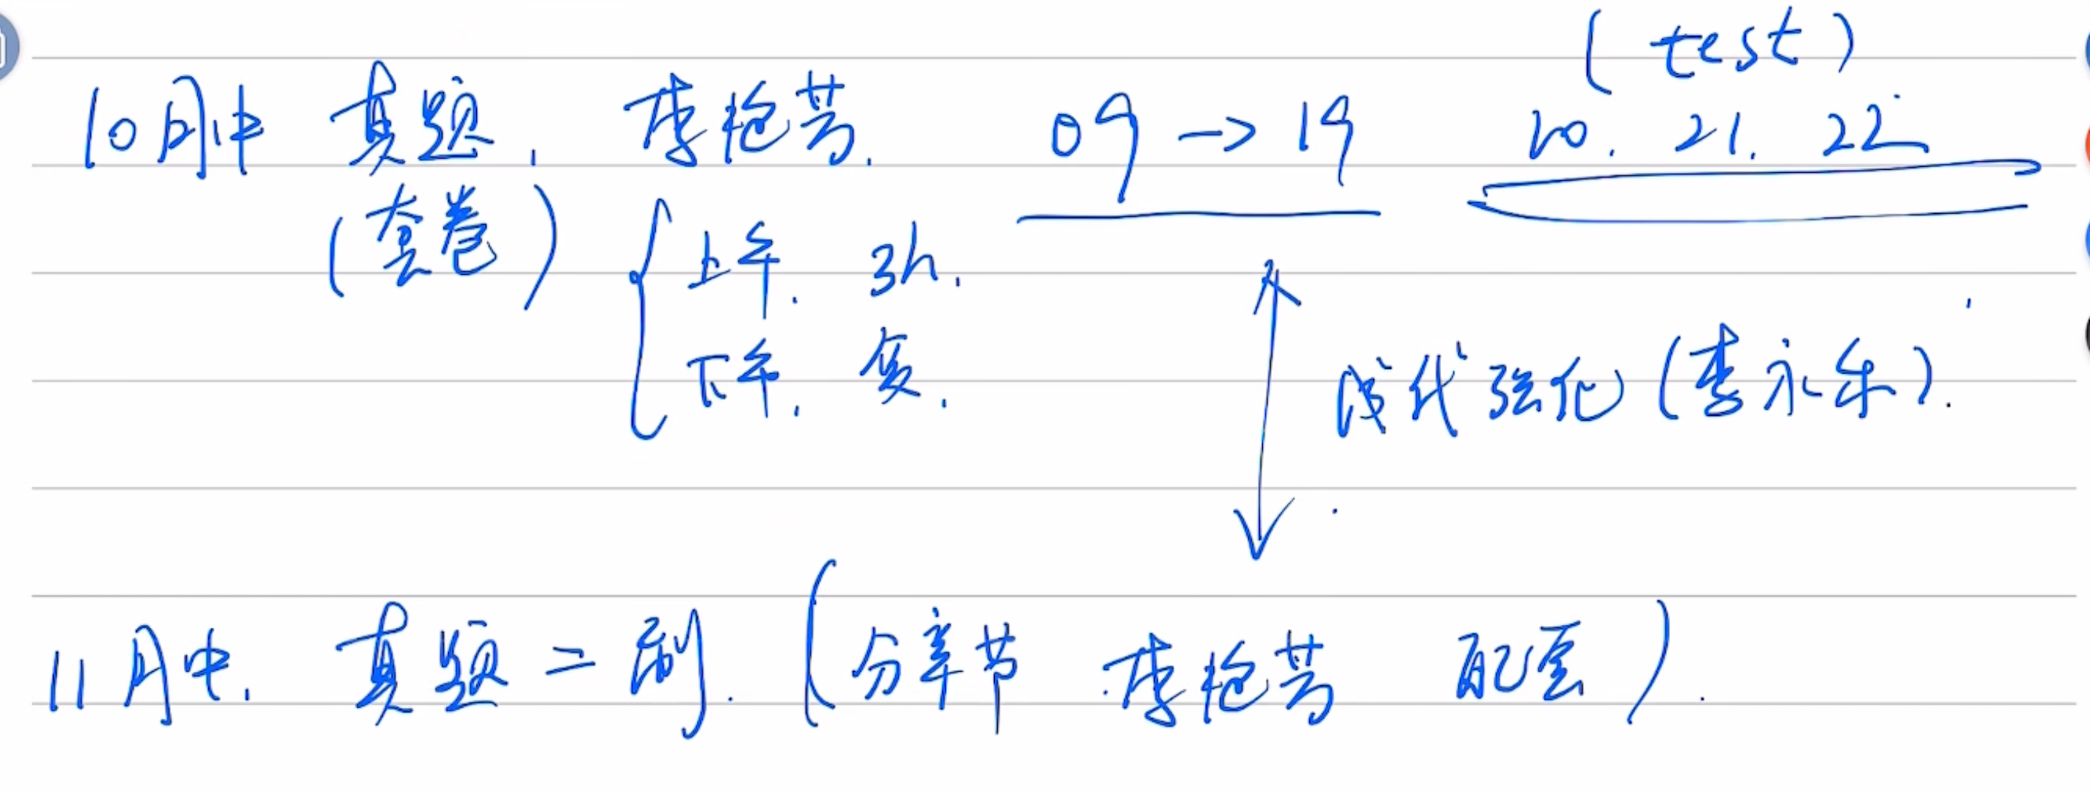 (test)
10月中 真题, 李艳芳. 09 → 19 20. 21. 22
(套卷) 上午. 3h.
下午. 复.
线代强化 (李永乐).
11月中. 真题二刷. (分章节 李艳芳 配套).